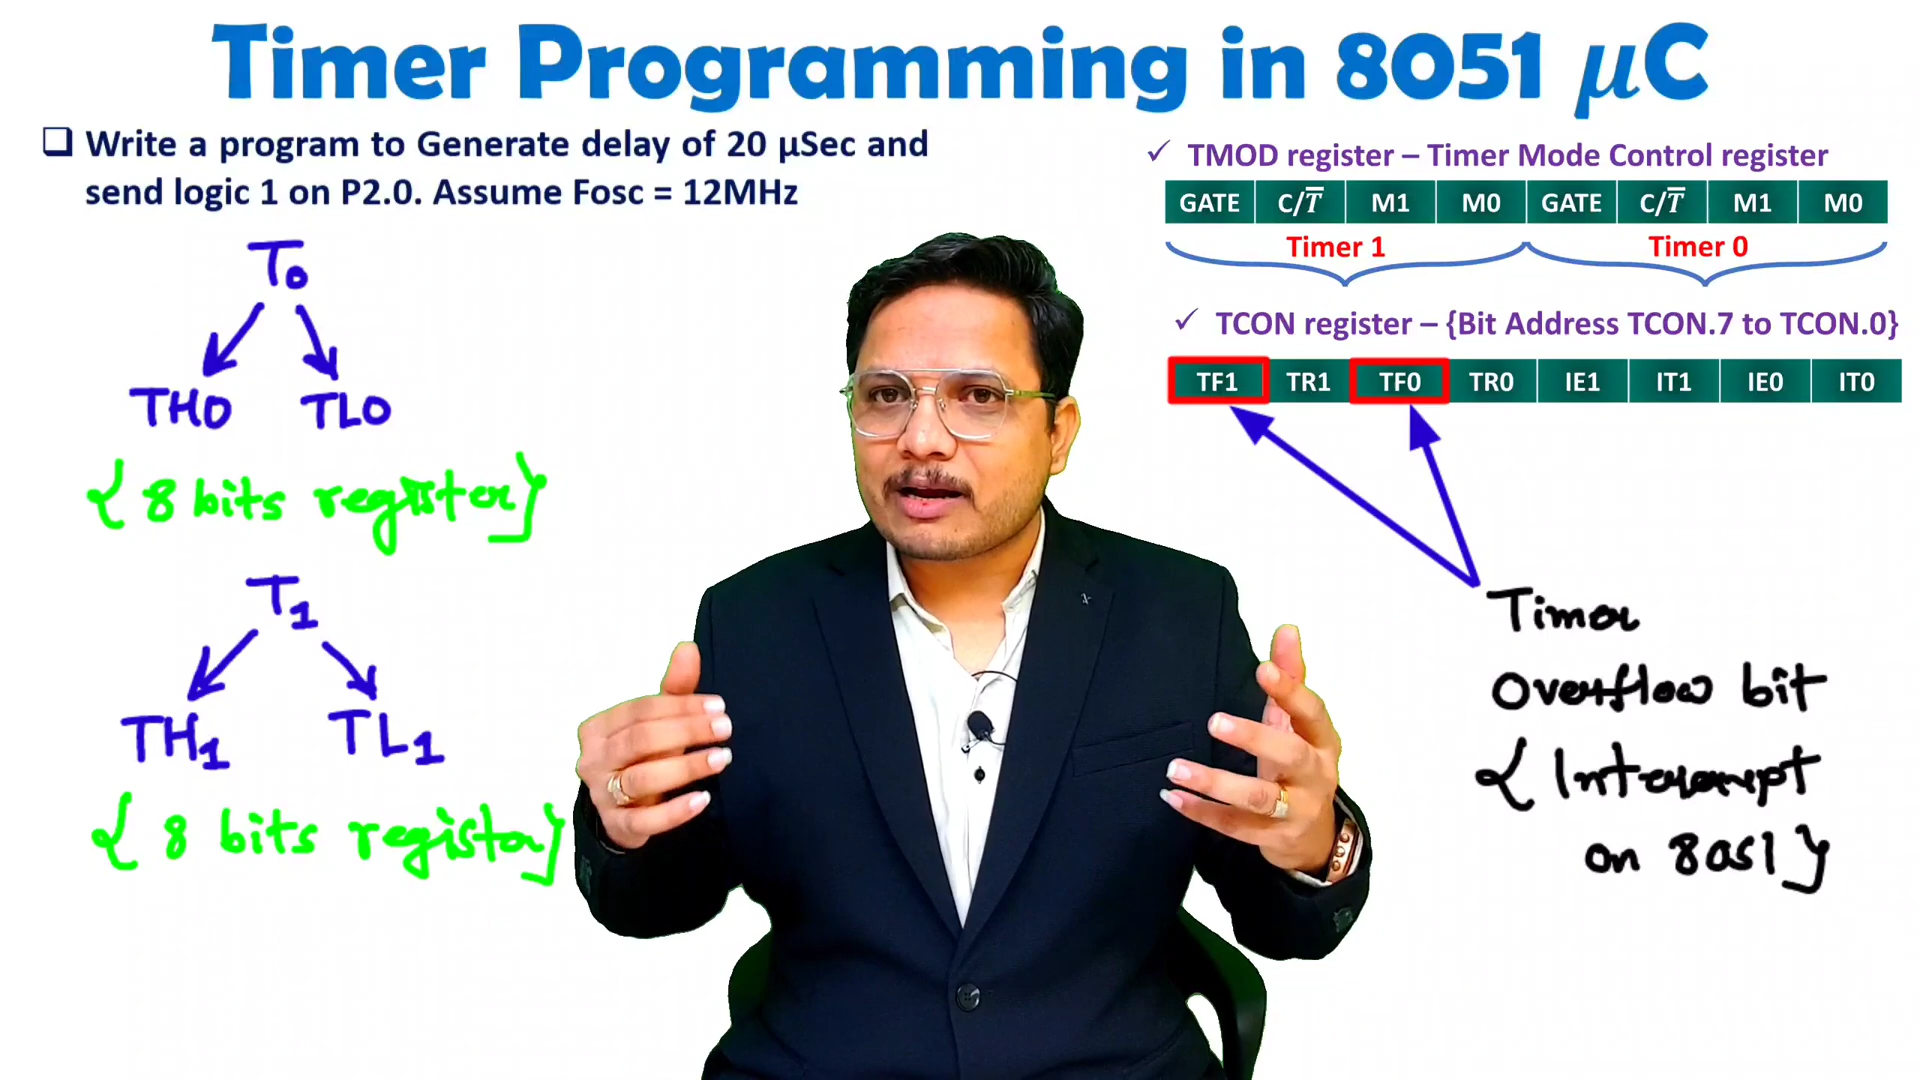 Timer Programming in 8051 μC
❑ Write a program to Generate delay of 20 μSec and
send logic 1 on P2.0. Assume Fosc = 12MHz
T0
TH0 TL0
{ 8 bits register}
T1
TH1 TL1
{ 8 bits register}
✓ TMOD register – Timer Mode Control register
GATE C/T̅ M1 M0 GATE C/T̅ M1 M0
Timer 1 Timer 0
✓ TCON register – {Bit Address TCON.7 to TCON.0}
TF1 TR1 TF0 TR0 IE1 IT1 IE0 IT0
Timer
Overflow bit
{ Interrupt
on 8051}